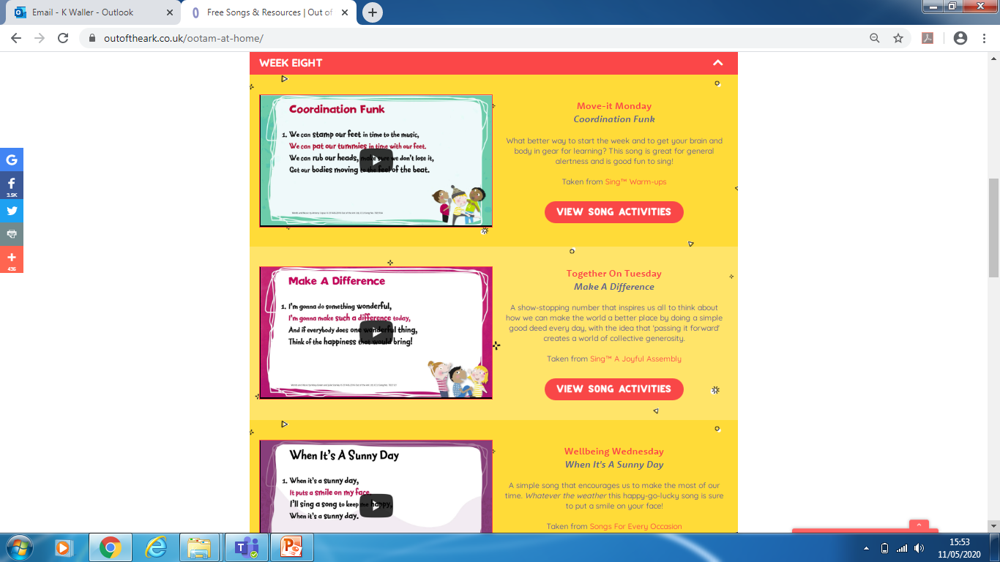 Email - K Waller - Outlook
Free Songs & Resources | Out of
outoftheark.co.uk/ootam-at-home/
WEEK EIGHT
Coordination Funk
1. We can stamp our feet in time to the music,
We can pat our tummies in time with our feet.
We can rub our heads, make sure we don't lose it,
Get our bodies moving to the feel of the beat.
Move-it Monday
Coordination Funk
What better way to start the week and to get your brain and
body in gear for learning? This song is great for general
alertness and is good fun to sing!
Taken from Sing™ Warm-ups
VIEW SONG ACTIVITIES
3.5K
436
Make A Difference
1. I'm gonna do something wonderful,
I'm gonna make such a difference today,
And if everybody does one wonderful thing,
Think of the happiness that would bring!
Together On Tuesday
Make A Difference
A show-stopping number that inspires us all to think about
how we can make the world a better place by doing a simple
good deed every day, with the idea that 'passing it forward'
creates a world of collective generosity.
Taken from Sing™ A Joyful Assembly
VIEW SONG ACTIVITIES
When It's A Sunny Day
1. When it's a sunny day,
It puts a smile on my face,
I'll sing a song to keep me happy,
When it's a sunny day.
Wellbeing Wednesday
When It's A Sunny Day
A simple song that encourages us to make the most of our
time. Whatever the weather this happy-go-lucky song is sure
to put a smile on your face!
Taken from Songs For Every Occasion
15:53
11/05/2020